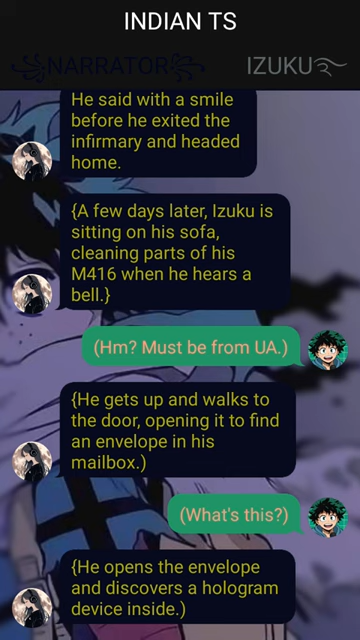 INDIAN TS
NARRATOR
IZUKU
He said with a smile
before he exited the
infirmary and headed
home.
{A few days later, Izuku is
sitting on his sofa,
cleaning parts of his
M416 when he hears a
bell.}
(Hm? Must be from UA.)
{He gets up and walks to
the door, opening it to find
an envelope in his
mailbox.)
(What's this?)
{He opens the envelope
and discovers a hologram
device inside.)